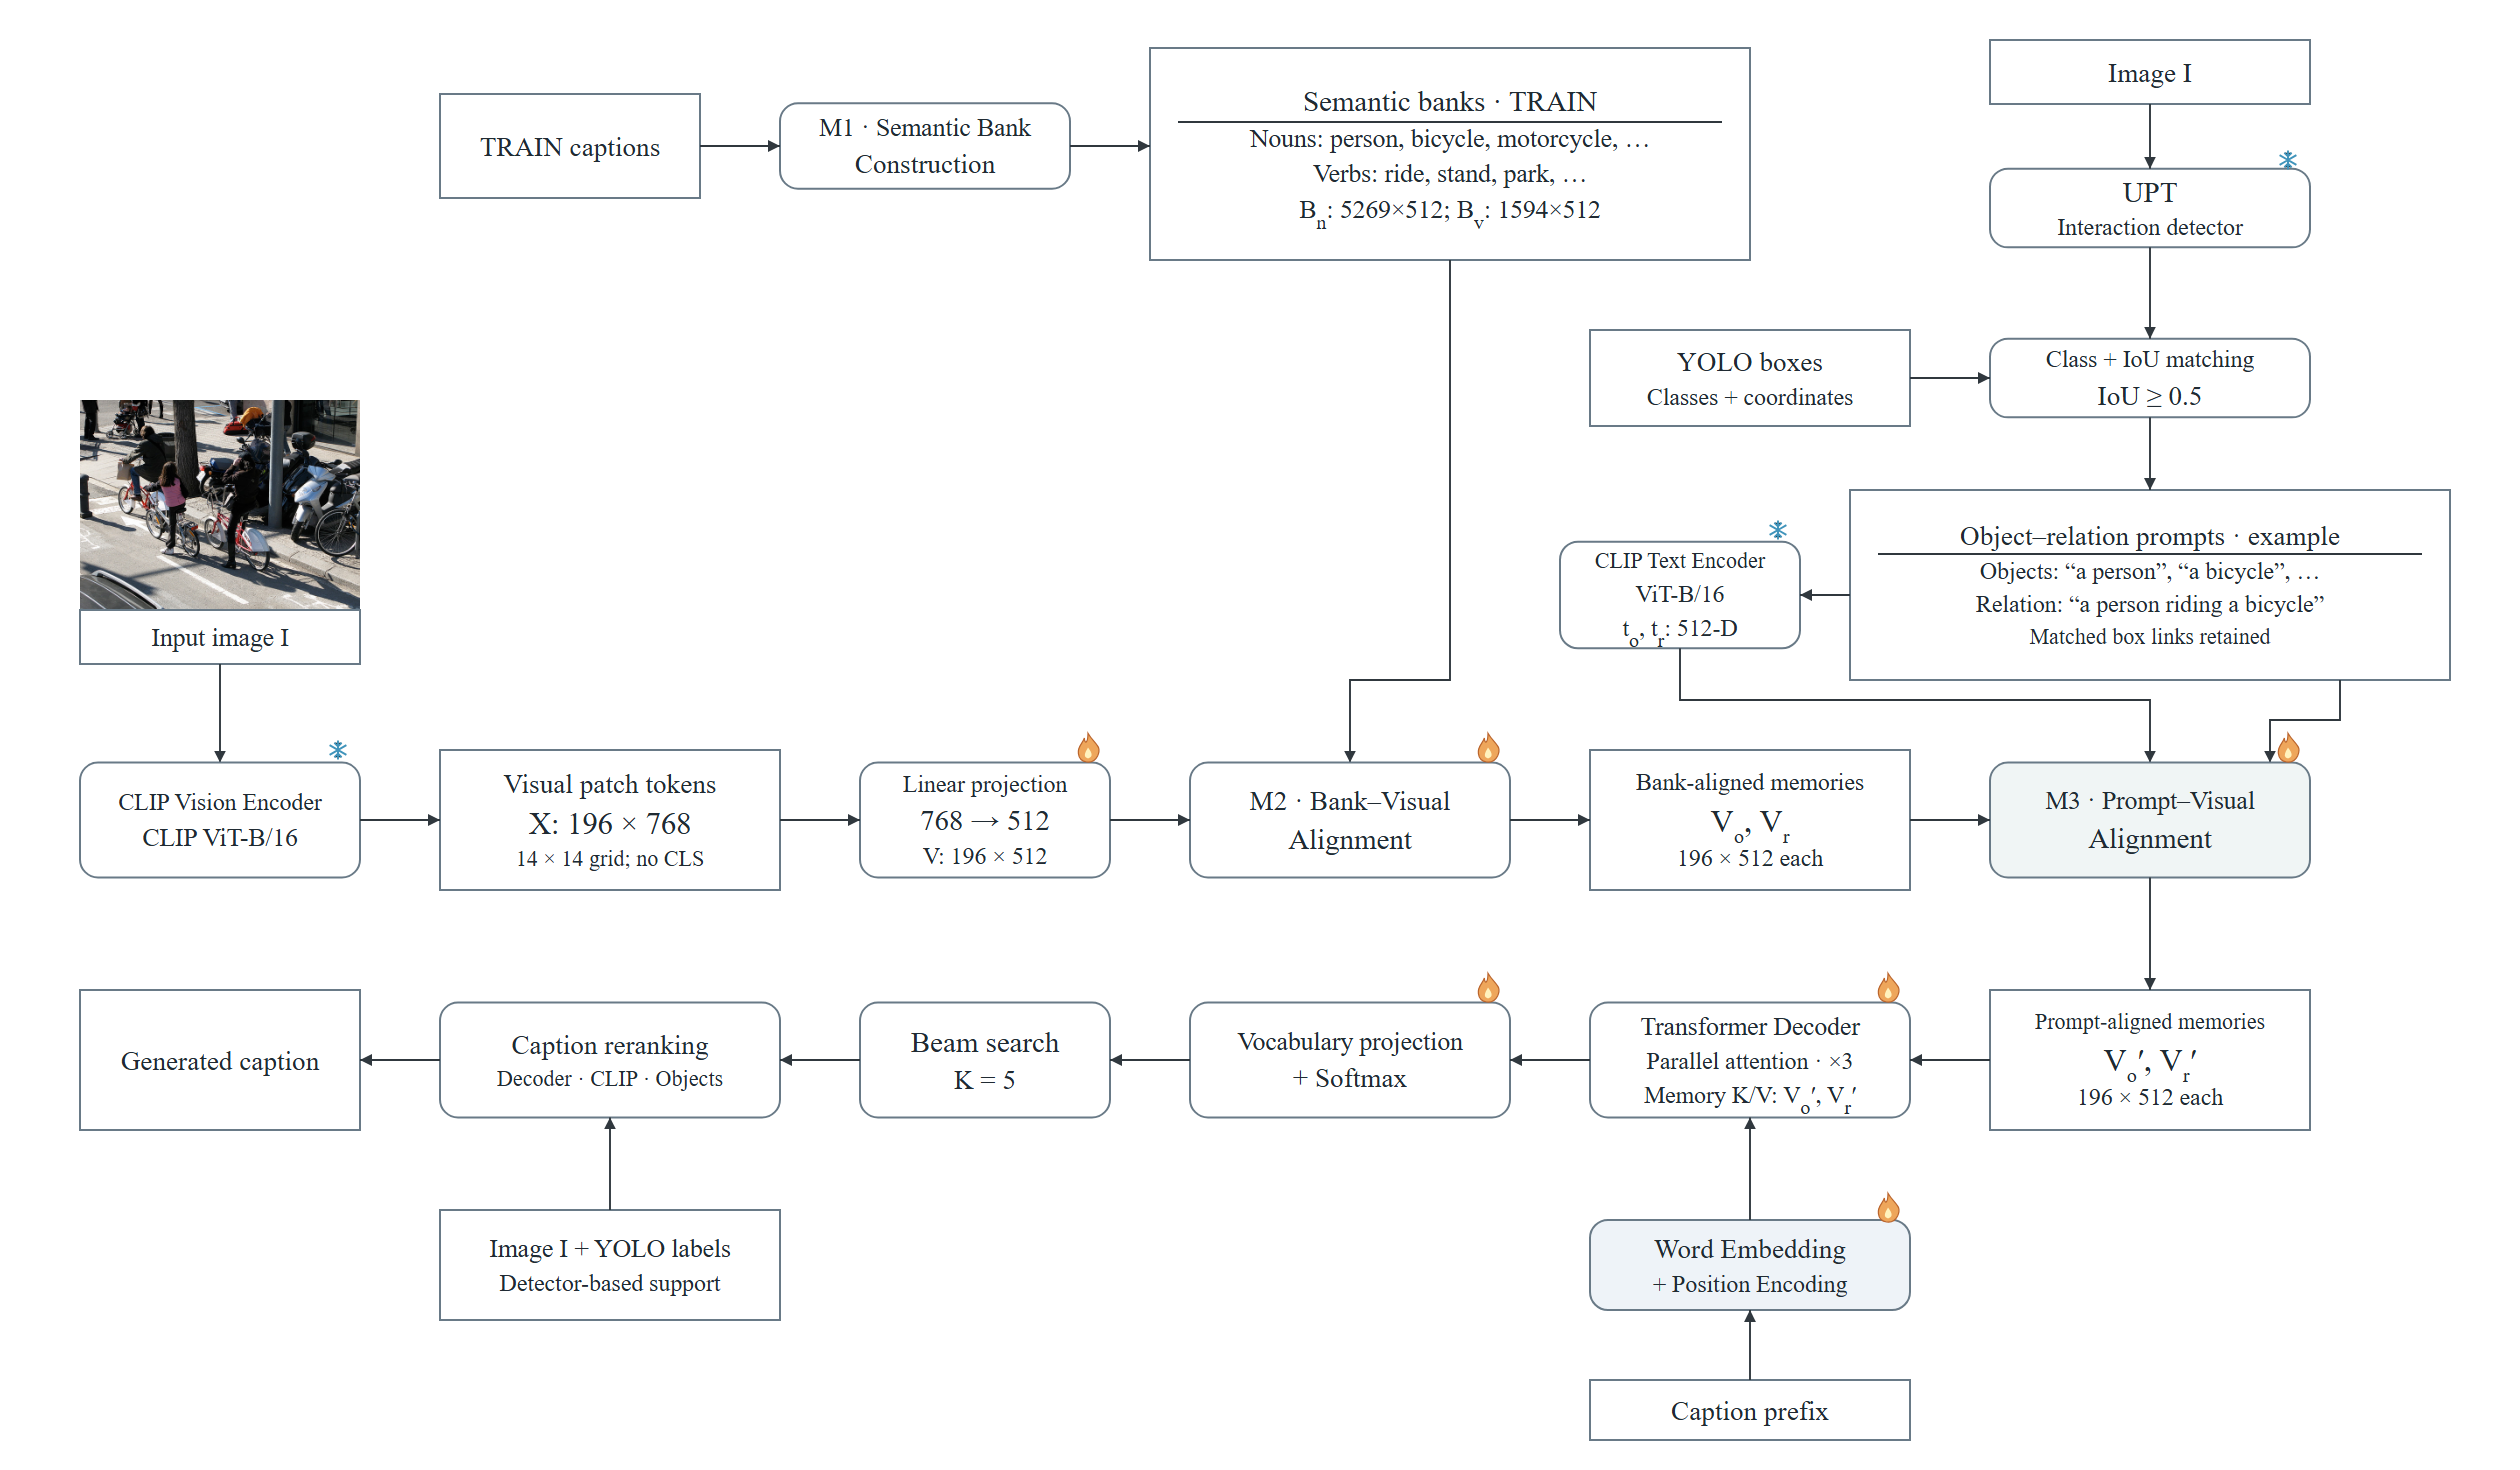 Image I
TRAIN captions
M1 · Semantic Bank
Construction
Semantic banks · TRAIN
Nouns: person, bicycle, motorcycle, …
Verbs: ride, stand, park, …
Bn: 5269×512; Bv: 1594×512
UPT
Interaction detector
YOLO boxes
Classes + coordinates
Class + IoU matching
IoU ≥ 0.5
Object–relation prompts · example
Objects: “a person”, “a bicycle”, …
Relation: “a person riding a bicycle”
Matched box links retained
CLIP Text Encoder
ViT-B/16
to, tr: 512-D
Input image I
CLIP Vision Encoder
CLIP ViT-B/16
Visual patch tokens
X: 196 × 768
14 × 14 grid; no CLS
Linear projection
768 → 512
V: 196 × 512
M2 · Bank–Visual
Alignment
Bank-aligned memories
Vo, Vr
196 × 512 each
M3 · Prompt–Visual
Alignment
Generated caption
Caption reranking
Decoder · CLIP · Objects
Beam search
K = 5
Vocabulary projection
+ Softmax
Transformer Decoder
Parallel attention · ×3
Memory K/V: Vo′, Vr′
Prompt-aligned memories
Vo′, Vr′
196 × 512 each
Image I + YOLO labels
Detector-based support
Word Embedding
+ Position Encoding
Caption prefix